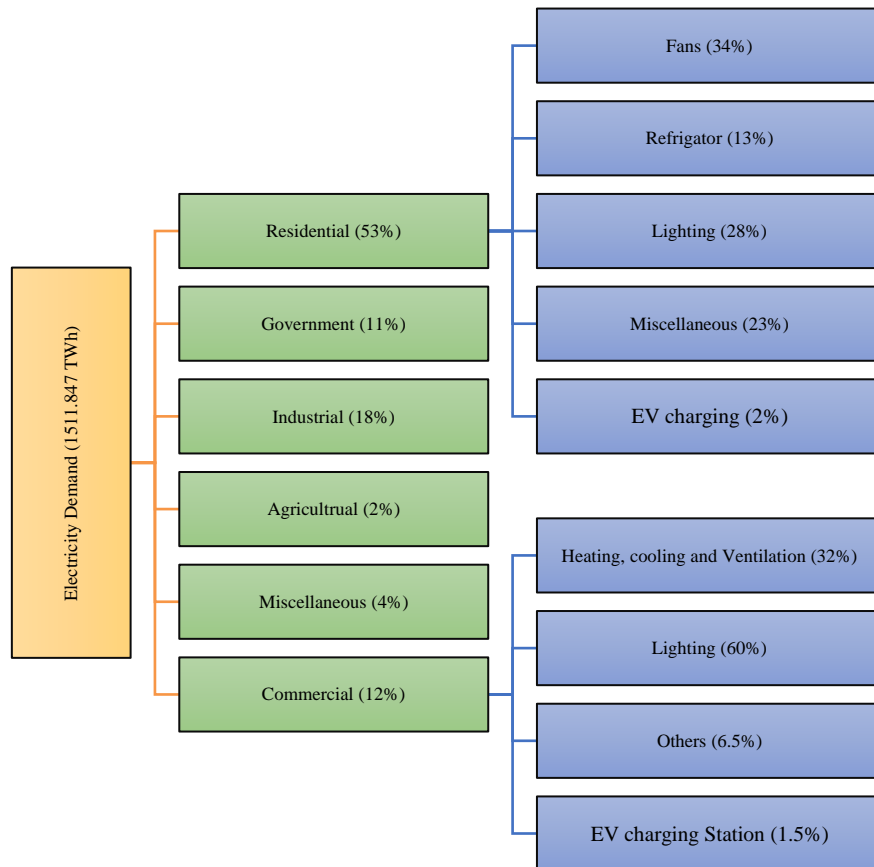 Electricity Demand (1511.847 TWh)
Residential (53%)
Government (11%)
Industrial (18%)
Agricultrual (2%)
Miscellaneous (4%)
Commercial (12%)
Fans (34%)
Refrigator (13%)
Lighting (28%)
Miscellaneous (23%)
EV charging (2%)
Heating, cooling and Ventilation (32%)
Lighting (60%)
Others (6.5%)
EV charging Station (1.5%)